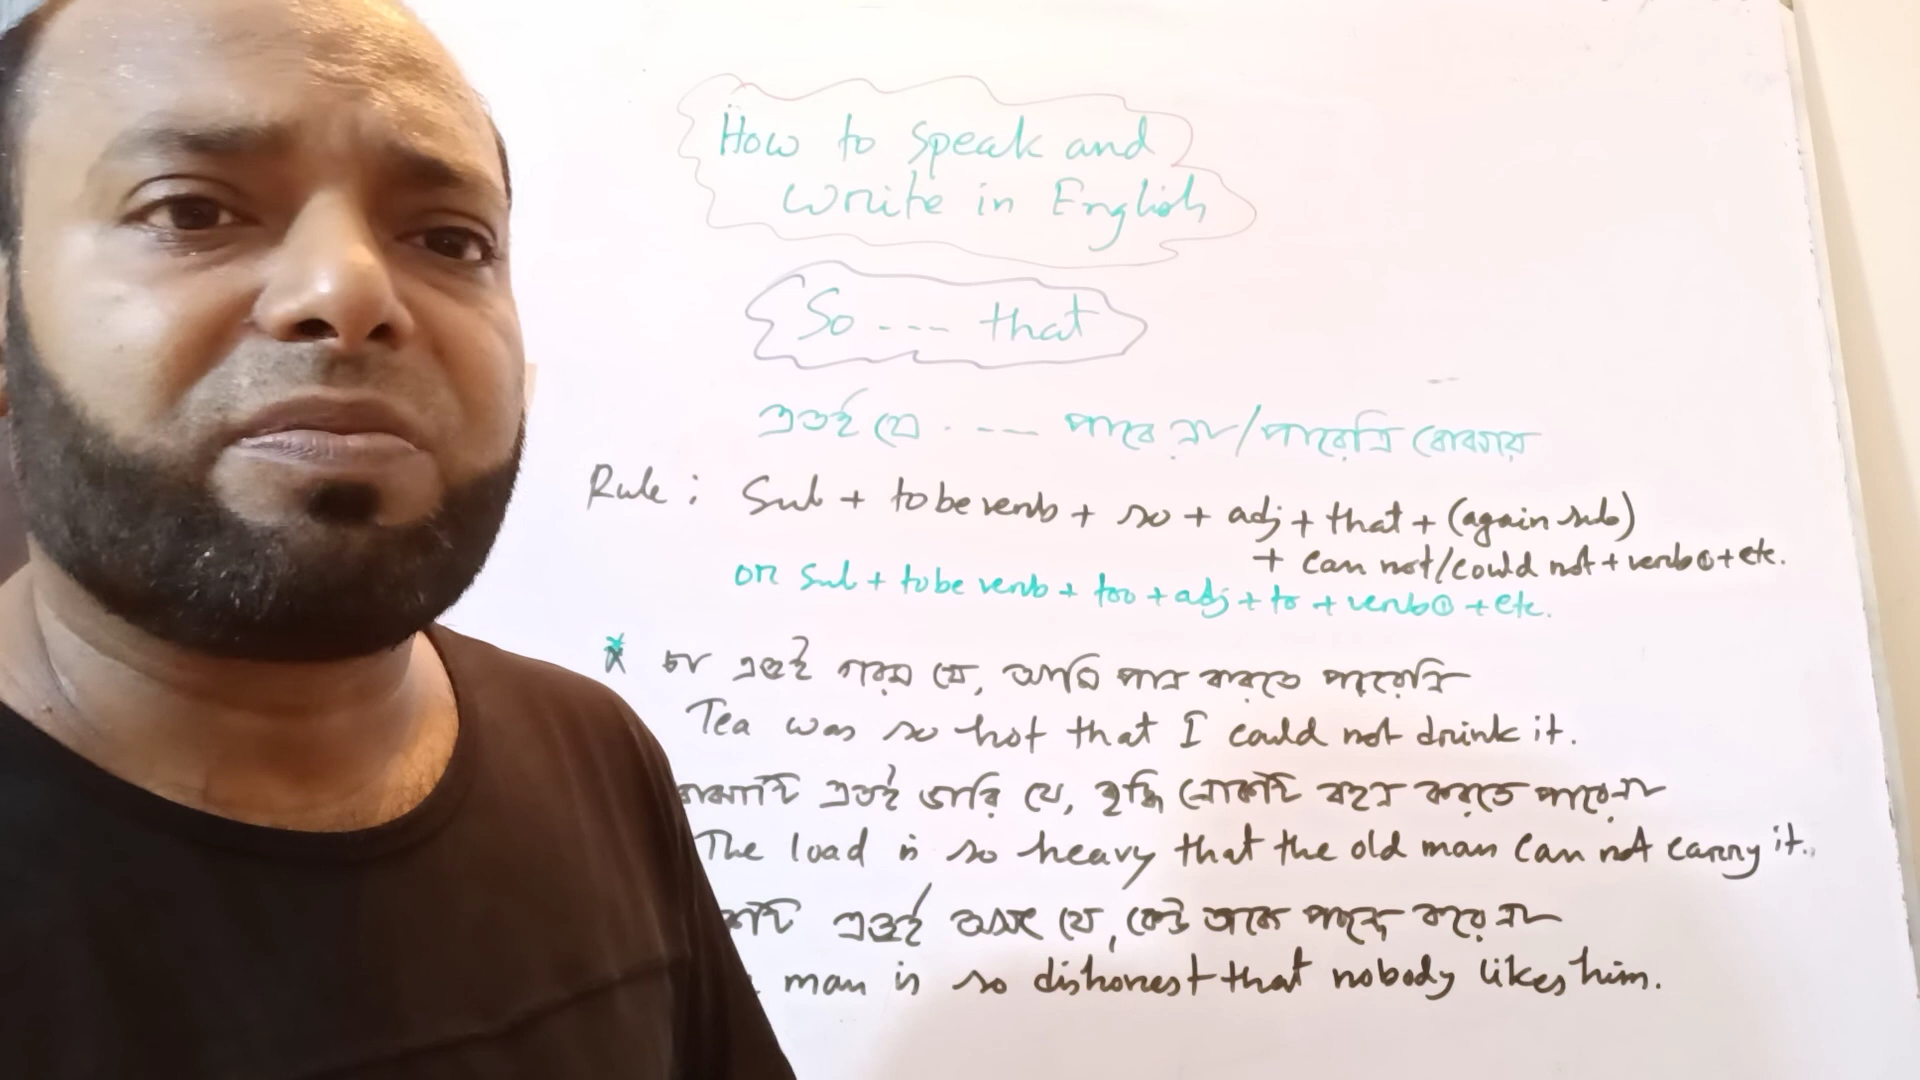 How to speak and
write in English
So ---- that
এতই যে . --- পারে না/পারেনি বোঝায়
Rule : Sub + to be verb + so + adj + that + (again sub)
+ can not/could not + verb① + etc.
or Sub + to be verb + too + adj + to + verb① + etc.
* চা এতই গরম যে, আমি পান করতে পারেনি
Tea was so hot that I could not drink it.
এতই ভারি যে, বৃদ্ধ লোকটি বহন করতে পারেনা
The load is so heavy that the old man can not carry it.
এতই অসৎ যে, কেউ তাকে পছন্দ করে না
man is so dishonest that nobody likes him.